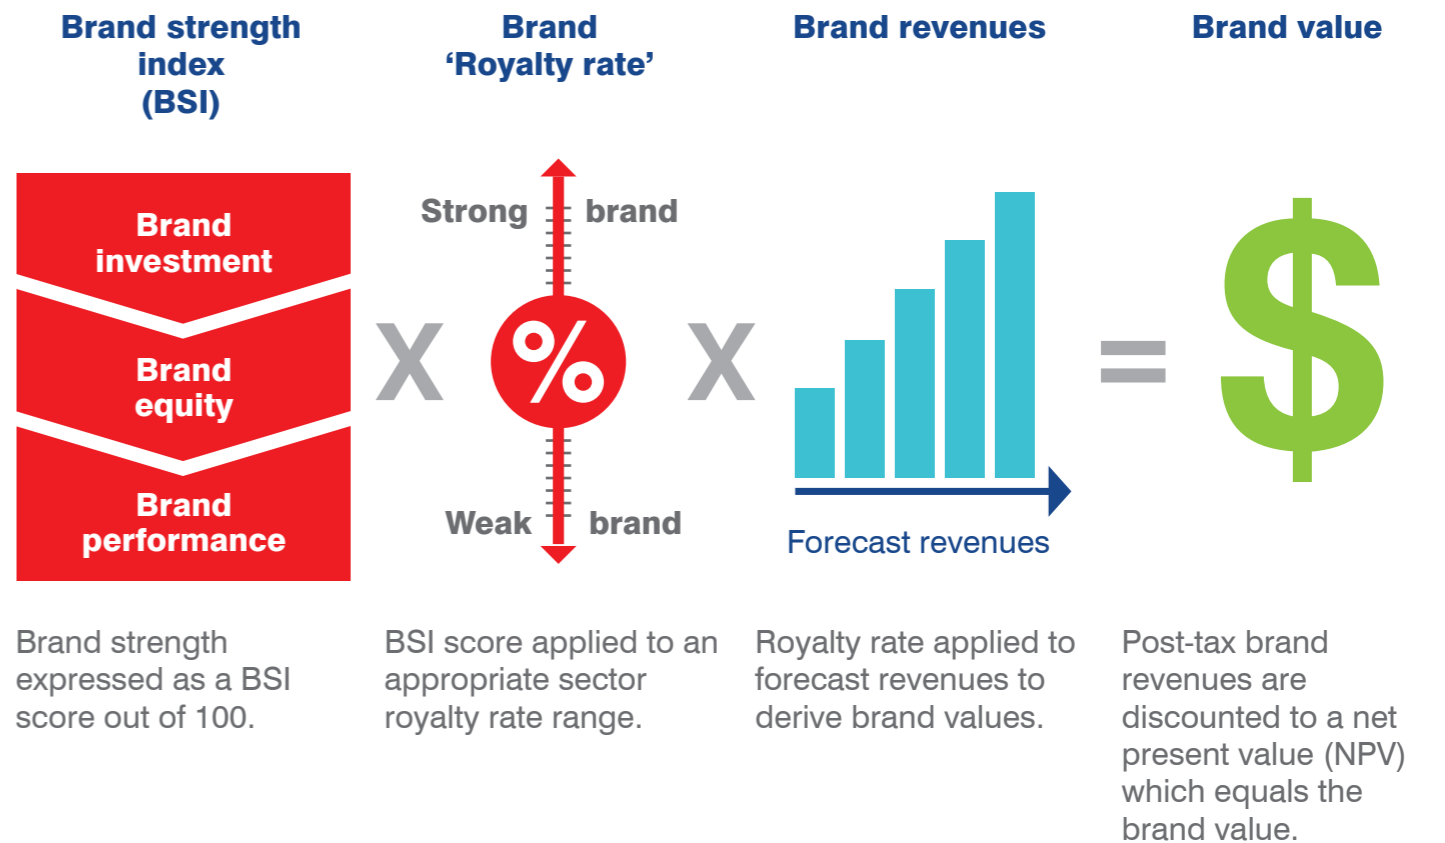 Brand strength
index
(BSI)
Brand
‘Royalty rate’
Brand revenues
Brand value
Brand
investment
Brand
equity
Brand
performance
X
Strong brand
%
Weak brand
X
Forecast revenues
=
$
Brand strength
expressed as a BSI
score out of 100.
BSI score applied to an
appropriate sector
royalty rate range.
Royalty rate applied to
forecast revenues to
derive brand values.
Post-tax brand
revenues are
discounted to a net
present value (NPV)
which equals the
brand value.